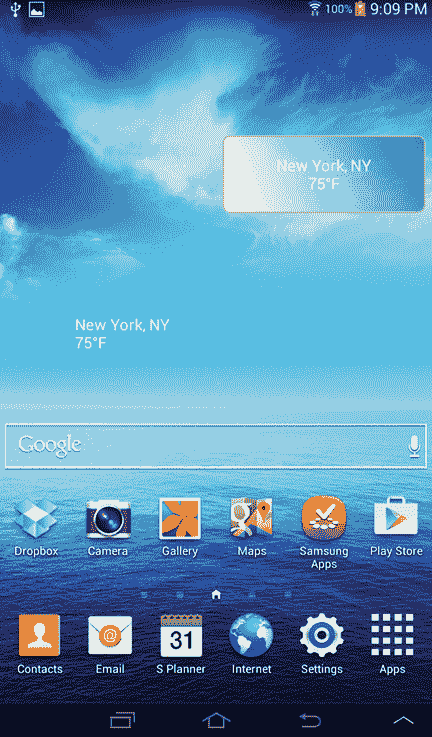 100% 9:09 PM
New York, NY
75°F
New York, NY
75°F
Google
Dropbox Camera Gallery Maps Samsung Apps Play Store
31
Contacts Email S Planner Internet Settings Apps